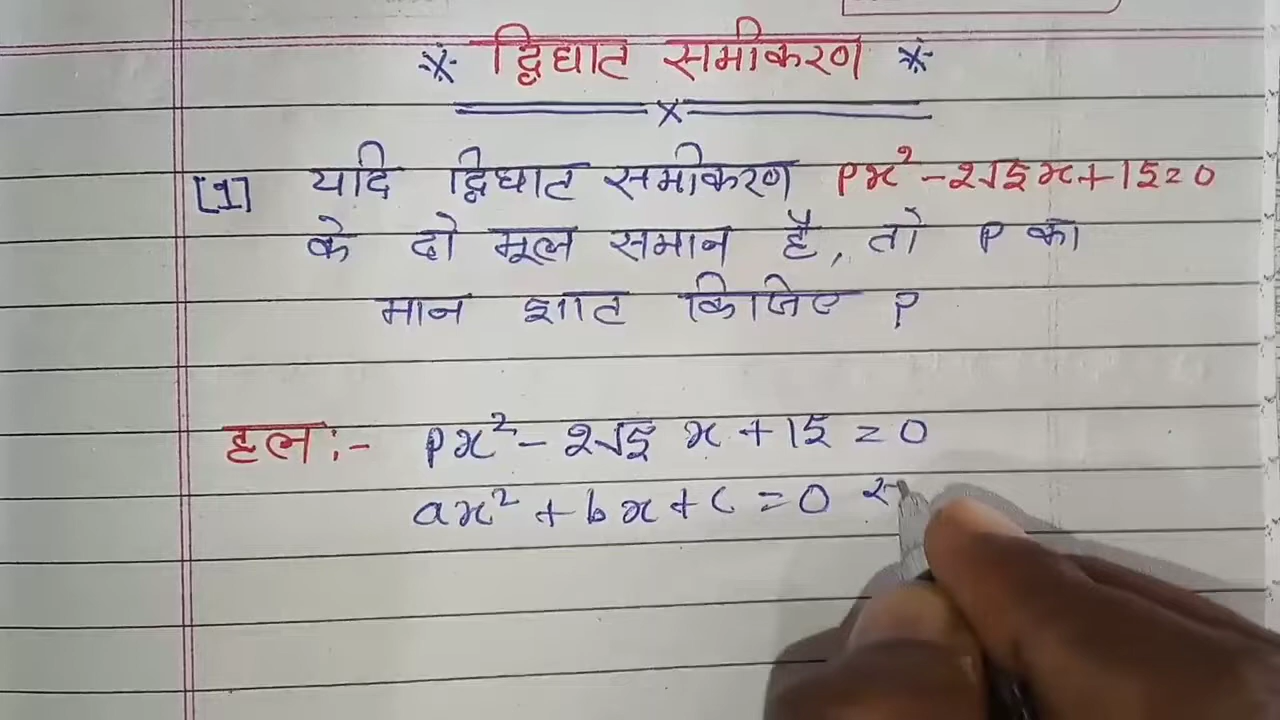 * द्विघात समीकरण *
[1] यदि द्विघात समीकरण px² - 2√5x + 15 = 0
के दो मूल समान है, तो P का
मान ज्ञात किजिए ?
हल :- px² - 2√5 x + 15 = 0
ax² + bx + c = 0